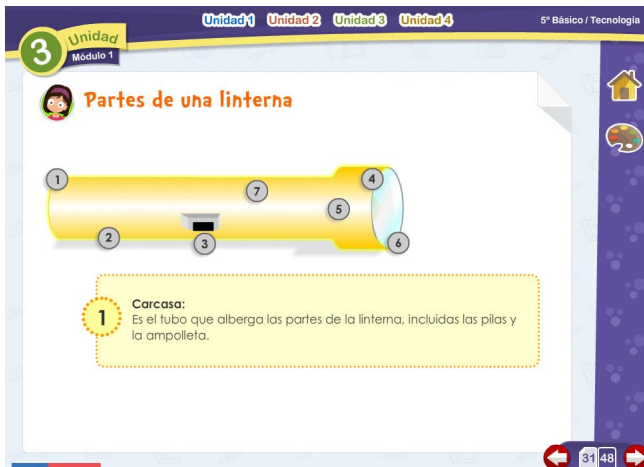 Unidad 1 Unidad 2 Unidad 3 Unidad 4
5º Básico / Tecnología
3 Unidad
Módulo 1
Partes de una linterna
1
7
4
5
2
3
6
1
Carcasa:
Es el tubo que alberga las partes de la linterna, incluidas las pilas y
la ampolleta.
31 48